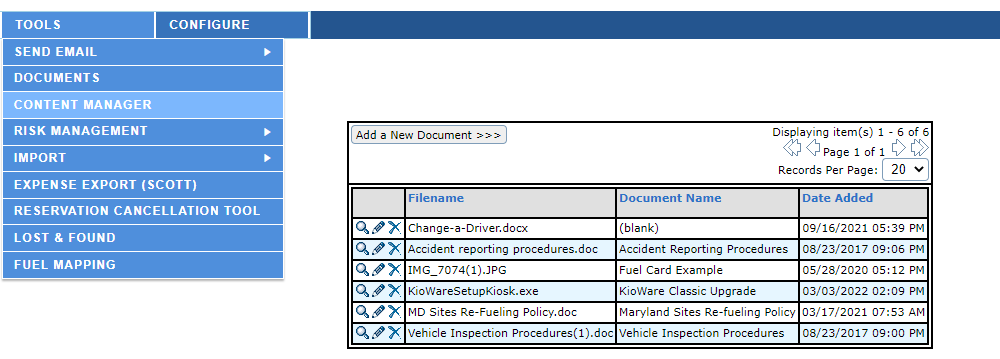 TOOLS CONFIGURE
SEND EMAIL
DOCUMENTS
CONTENT MANAGER
RISK MANAGEMENT
IMPORT
EXPENSE EXPORT (SCOTT)
RESERVATION CANCELLATION TOOL
LOST & FOUND
FUEL MAPPING
Add a New Document >>> Displaying item(s) 1 - 6 of 6
Page 1 of 1
Records Per Page: 20
Filename Document Name Date Added
Change-a-Driver.docx (blank) 09/16/2021 05:39 PM
Accident reporting procedures.doc Accident Reporting Procedures 08/23/2017 09:06 PM
IMG_7074(1).JPG Fuel Card Example 05/28/2020 05:12 PM
KioWareSetupKiosk.exe KioWare Classic Upgrade 03/03/2022 02:09 PM
MD Sites Re-Fueling Policy.doc Maryland Sites Re-fueling Policy 03/17/2021 07:53 AM
Vehicle Inspection Procedures(1).doc Vehicle Inspection Procedures 08/23/2017 09:00 PM